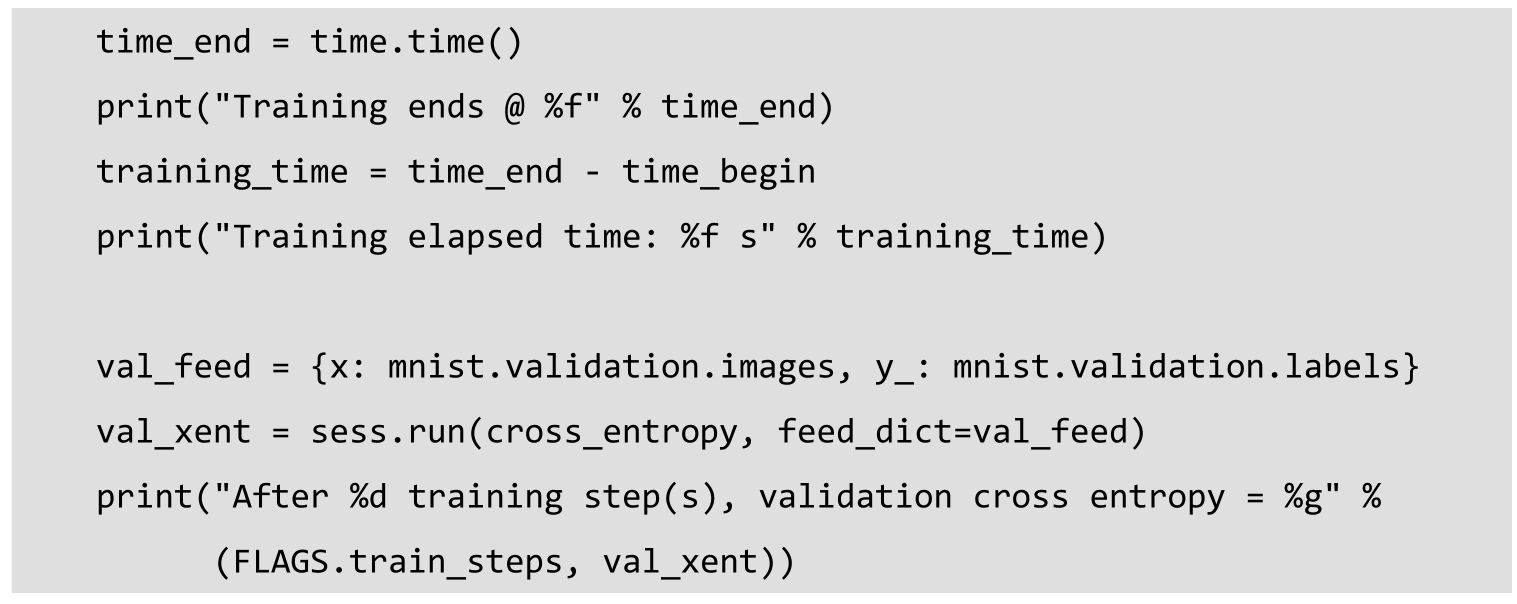 time_end = time.time()
print("Training ends @ %f" % time_end)
training_time = time_end - time_begin
print("Training elapsed time: %f s" % training_time)
val_feed = {x: mnist.validation.images, y_: mnist.validation.labels}
val_xent = sess.run(cross_entropy, feed_dict=val_feed)
print("After %d training step(s), validation cross entropy = %g" %
(FLAGS.train_steps, val_xent))